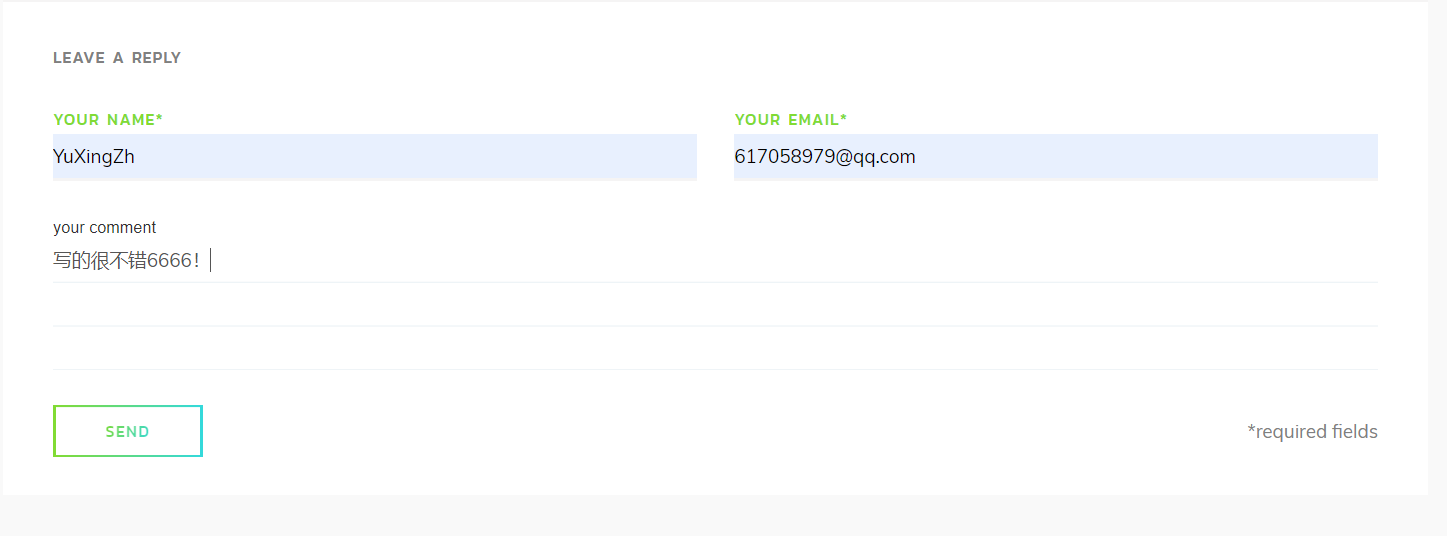 LEAVE A REPLY
YOUR NAME*
YuXingZh
YOUR EMAIL*
617058979@qq.com
your comment
写的很不错6666！
SEND
*required fields